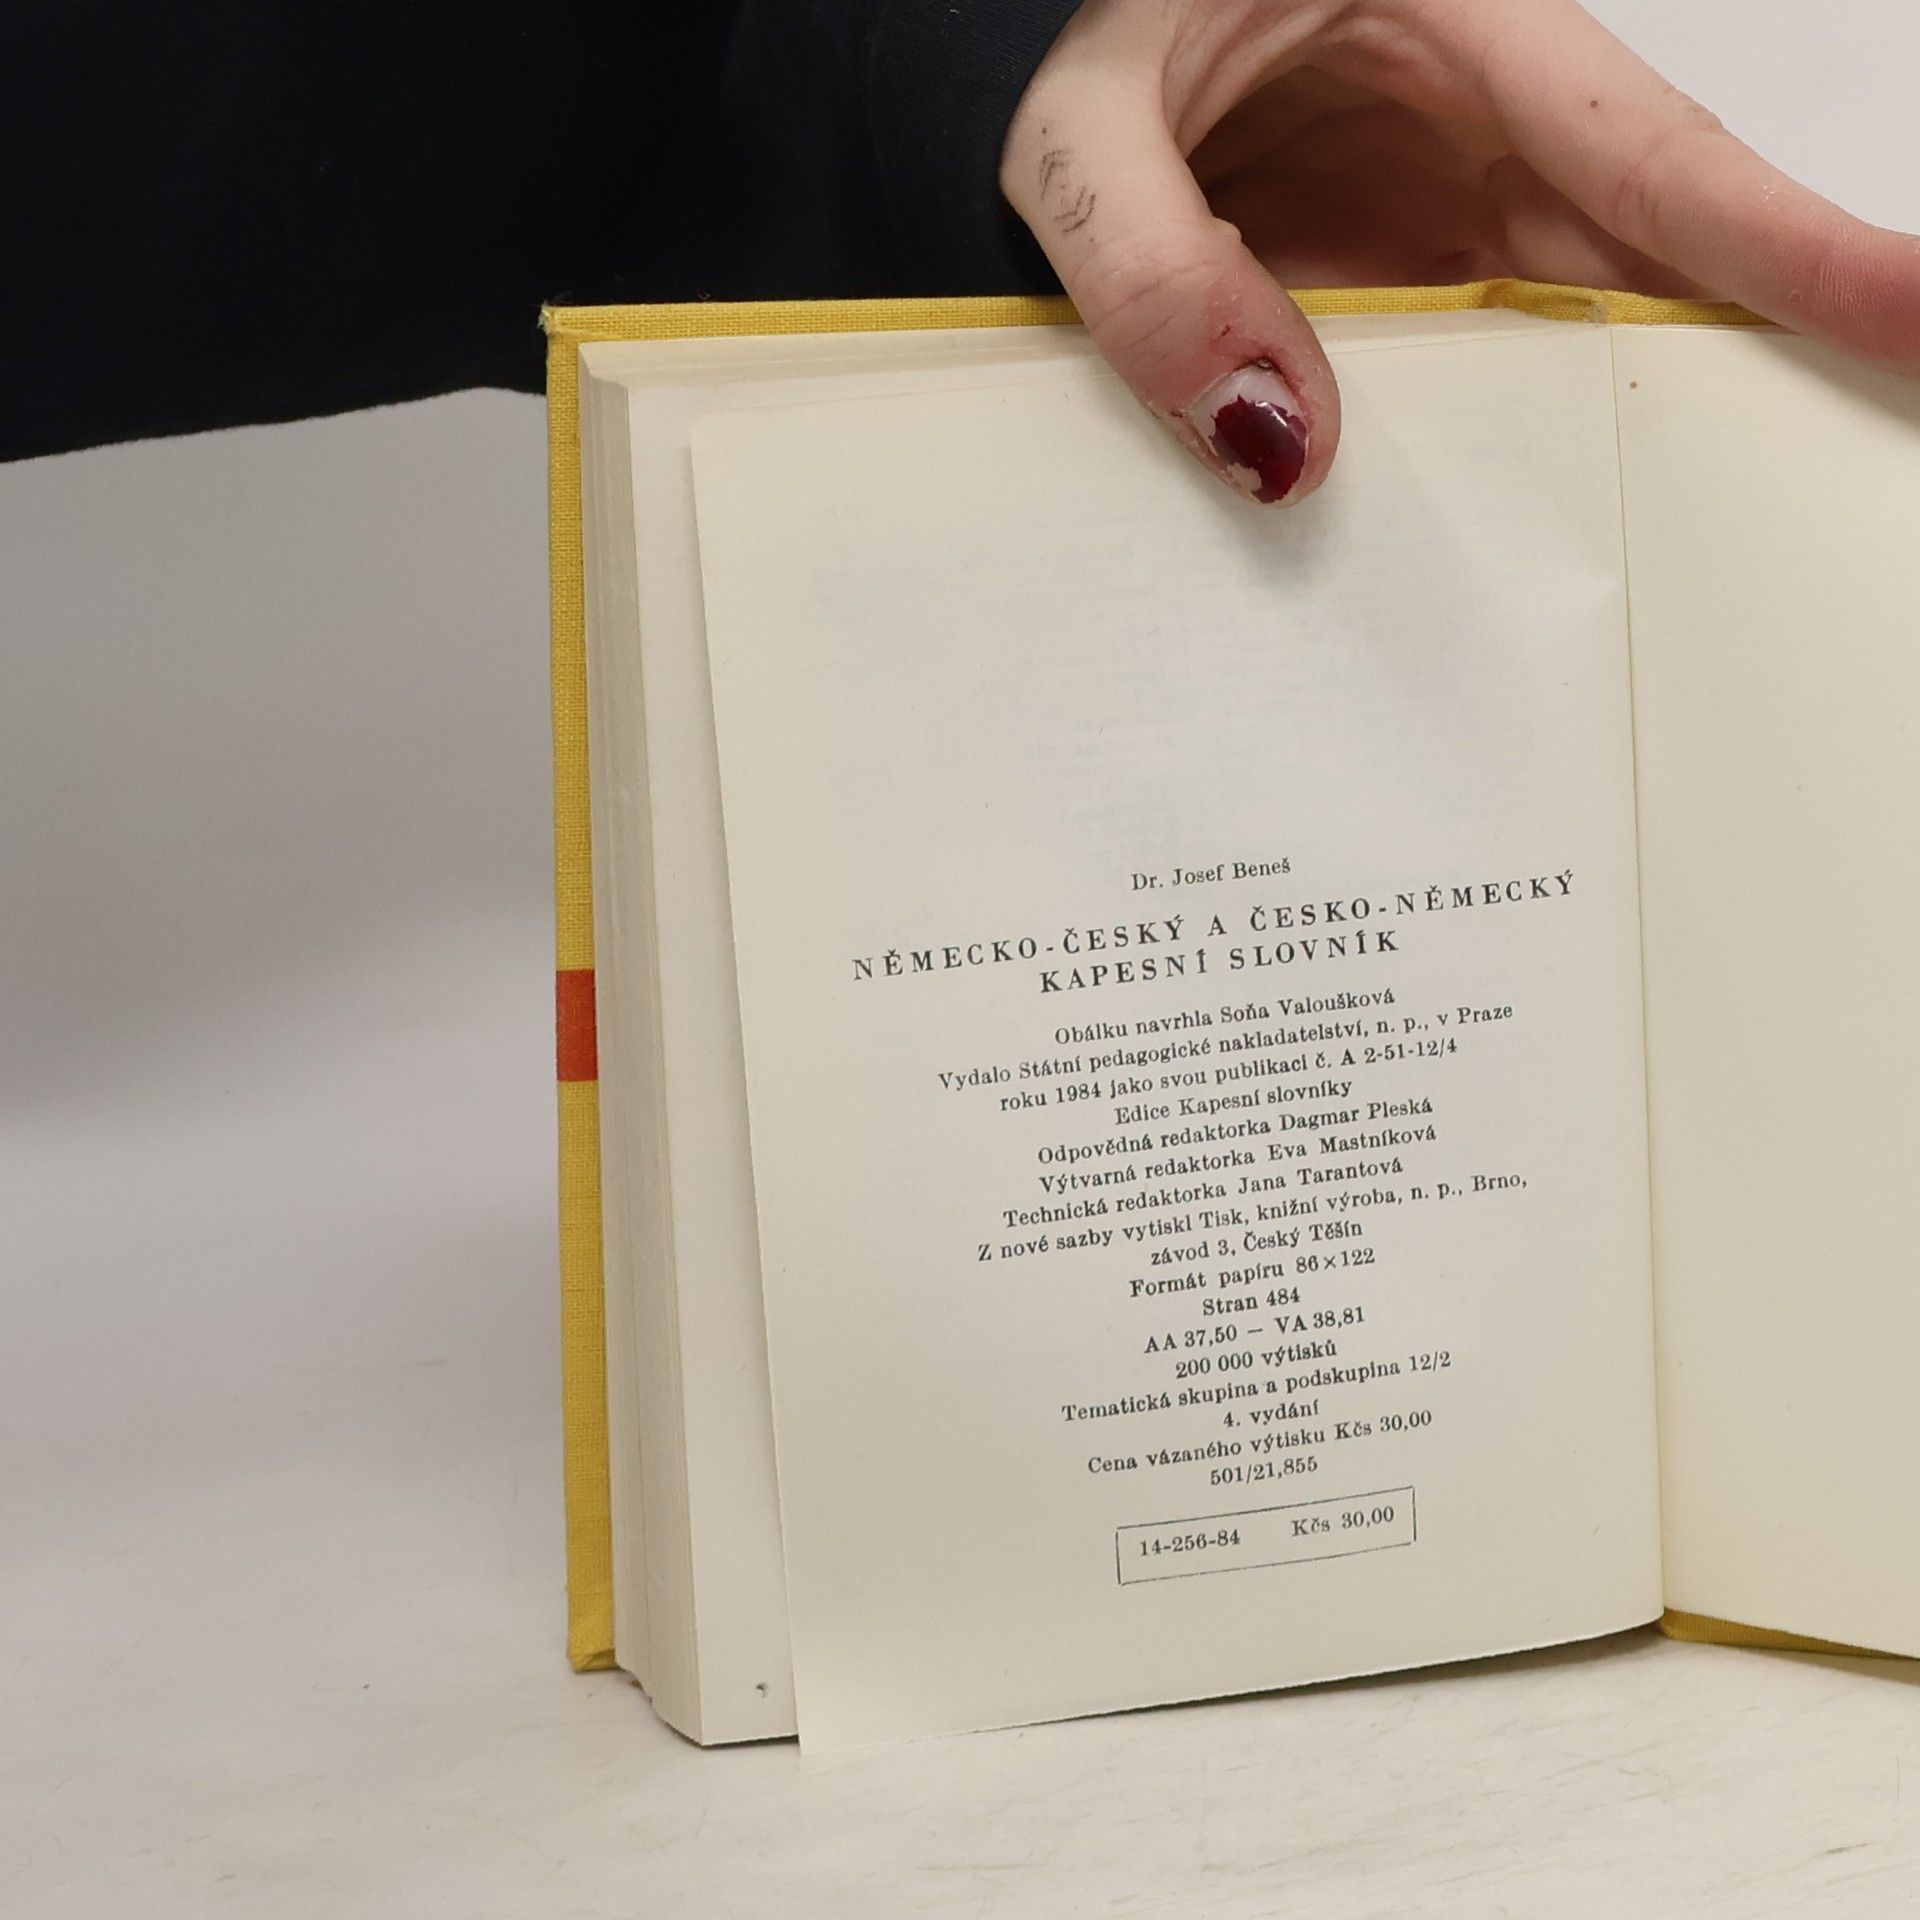 Dr. Josef Beneš
NĚMECKO-ČESKÝ A ČESKO-NĚMECKÝ
KAPESNÍ SLOVNÍK
Obálku navrhla Soňa Valoušková
Vydalo Státní pedagogické nakladatelství, n. p., v Praze
roku 1984 jako svou publikaci č. A 2-51-12/4
Edice Kapesní slovníky
Odpovědná redaktorka Dagmar Pleská
Výtvarná redaktorka Eva Mastníková
Technická redaktorka Jana Tarantová
Z nové sazby vytiskl Tisk, knižní výroba, n. p., Brno,
závod 3, Český Těšín
Formát papíru 86×122
Stran 484
AA 37,50 — VA 38,81
200 000 výtisků
Tematická skupina a podskupina 12/2
4. vydání
Cena vázaného výtisku Kčs 30,00
501/21,855
14-256-84 Kčs 30,00